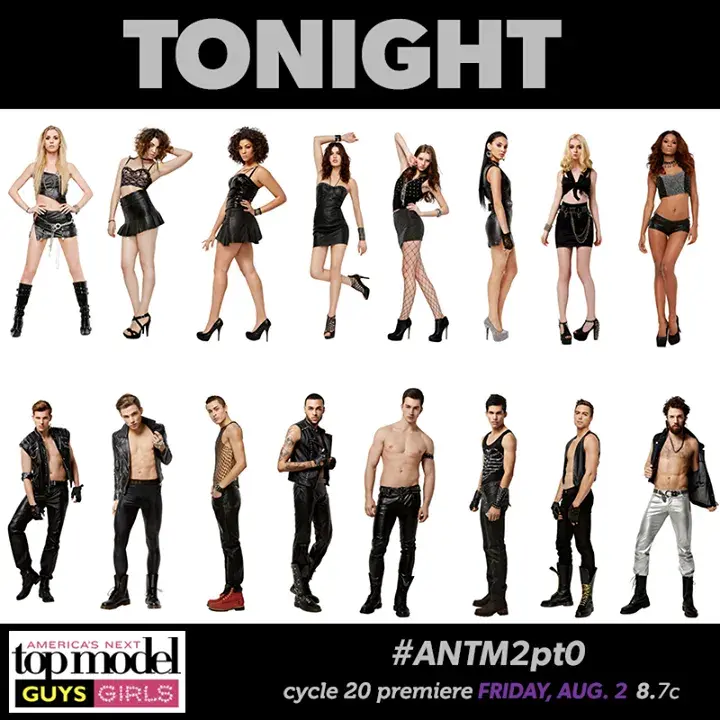 TONIGHT
AMERICA'S NEXT
top model
GUYS GIRLS
#ANTM2pt0
cycle 20 premiere FRIDAY, AUG. 2 8.7c